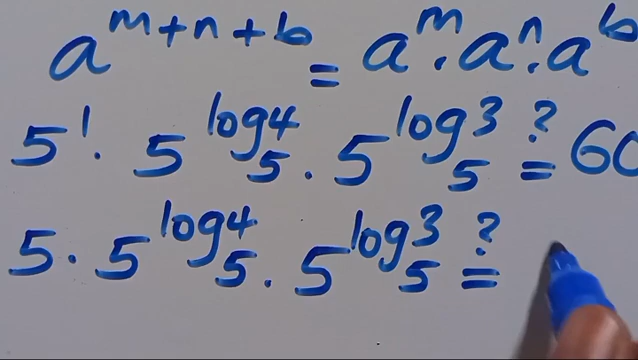 a^{m+n+b} = a^m . a^n . a^b
5^1 . 5^{log_5 4} . 5^{log_5 3} ?= 60
5 . 5^{log_5 4} . 5^{log_5 3} ?=